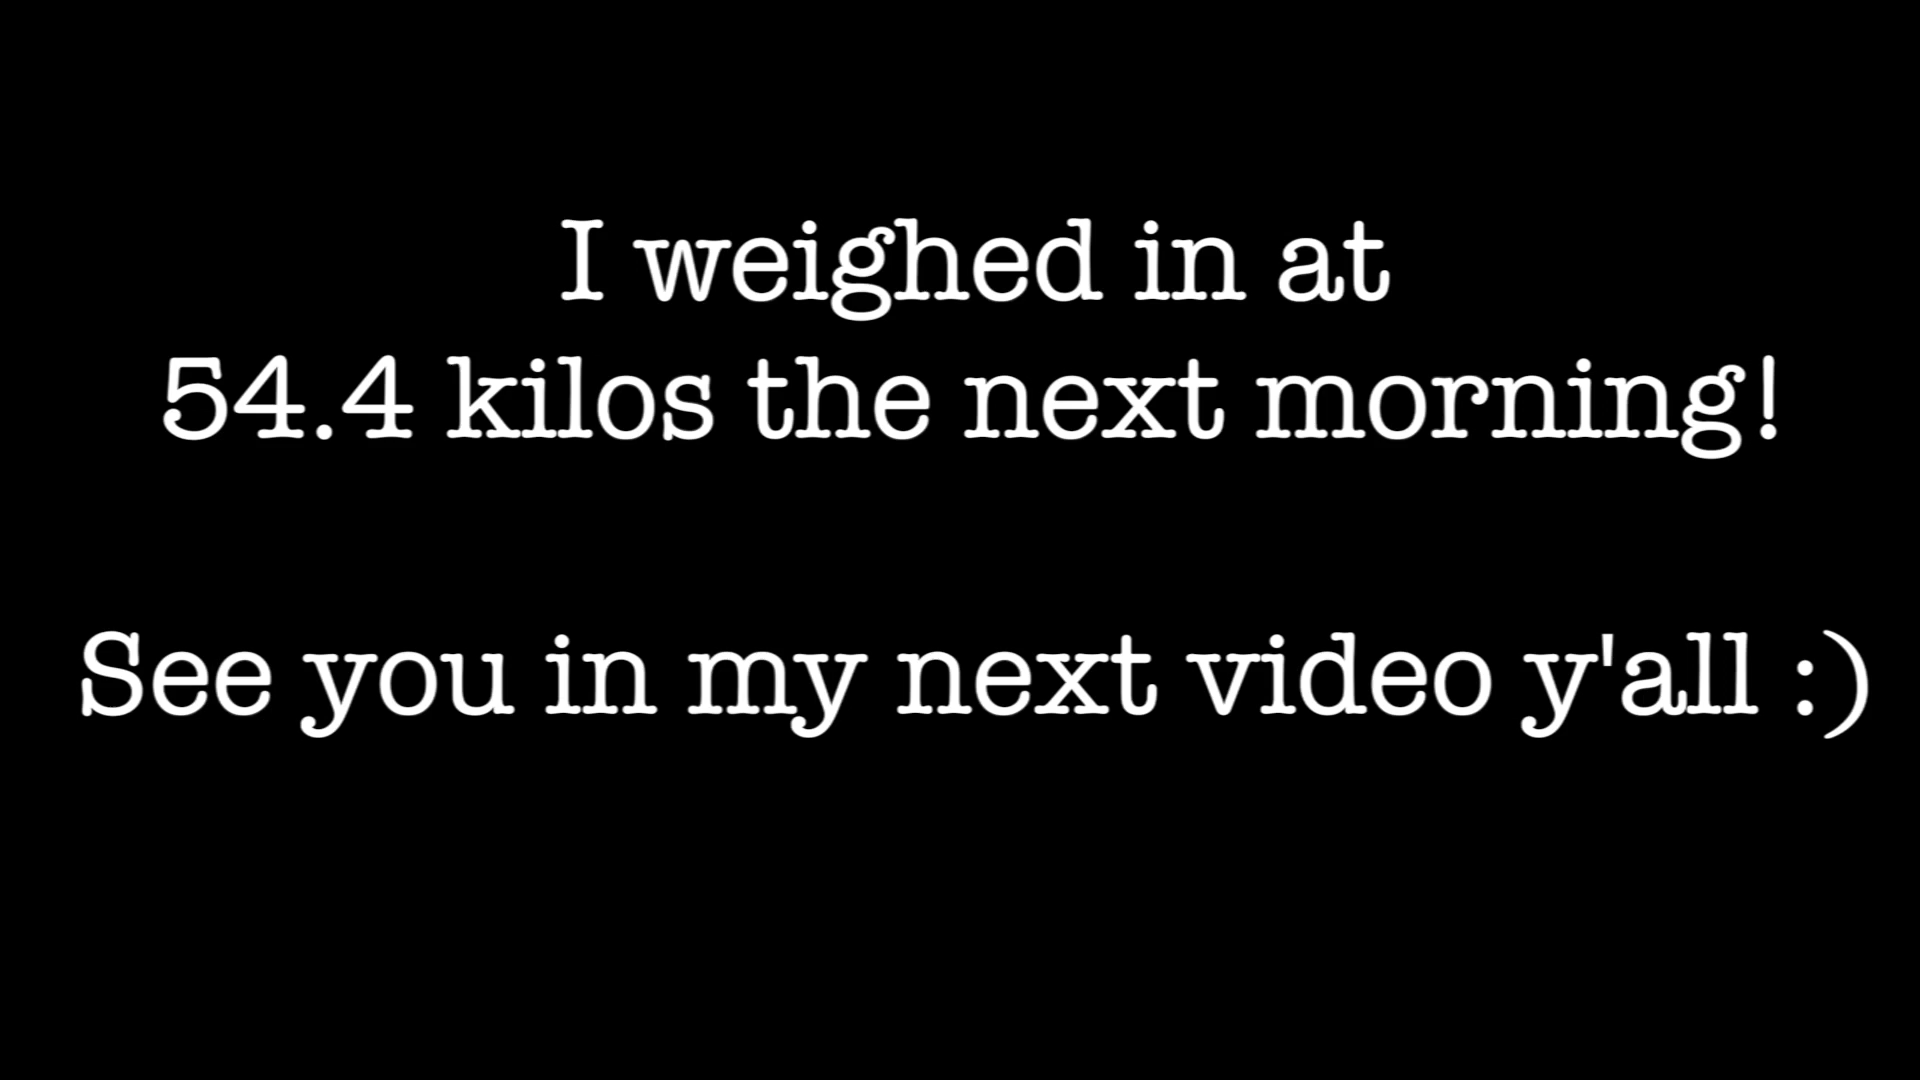 I weighed in at
54.4 kilos the next morning!
See you in my next video y'all :)